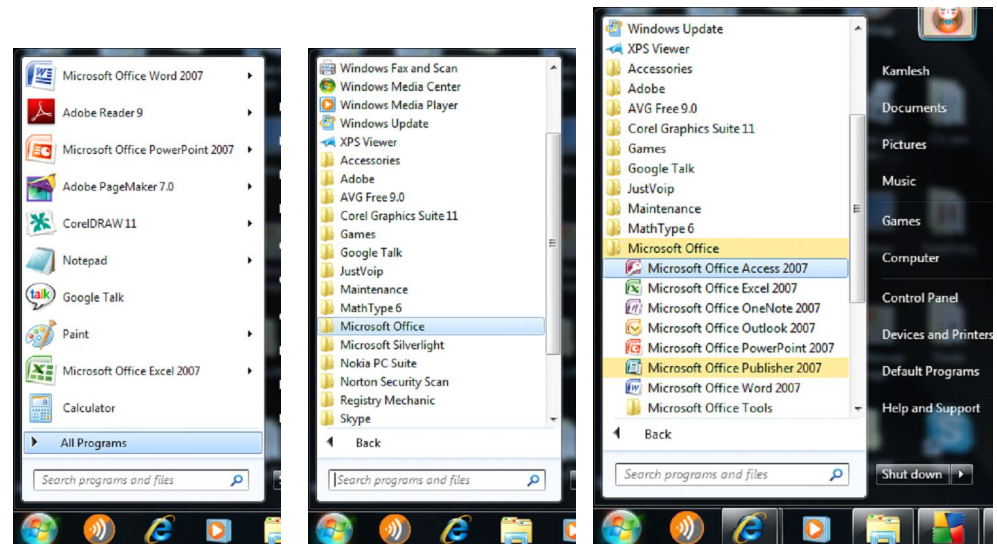 Microsoft Office Word 2007
Adobe Reader 9
Microsoft Office PowerPoint 2007
Adobe PageMaker 7.0
CorelDRAW 11
Notepad
talk
Google Talk
Paint
Microsoft Office Excel 2007
Calculator
All Programs
Search programs and files
Windows Fax and Scan
Windows Media Center
Windows Media Player
Windows Update
XPS Viewer
Accessories
Adobe
AVG Free 9.0
Corel Graphics Suite 11
Games
Google Talk
JustVoip
Maintenance
MathType 6
Microsoft Office
Microsoft Silverlight
Nokia PC Suite
Norton Security Scan
Registry Mechanic
Skype
Back
Search programs and files
Windows Update
XPS Viewer
Accessories
Adobe
AVG Free 9.0
Corel Graphics Suite 11
Games
Google Talk
JustVoip
Maintenance
MathType 6
Microsoft Office
Microsoft Office Access 2007
Microsoft Office Excel 2007
Microsoft Office OneNote 2007
Microsoft Office Outlook 2007
Microsoft Office PowerPoint 2007
Microsoft Office Publisher 2007
Microsoft Office Word 2007
Microsoft Office Tools
Back
Search programs and files
Kamlesh
Documents
Pictures
Music
Games
Computer
Control Panel
Devices and Printers
Default Programs
Help and Support
Shut down